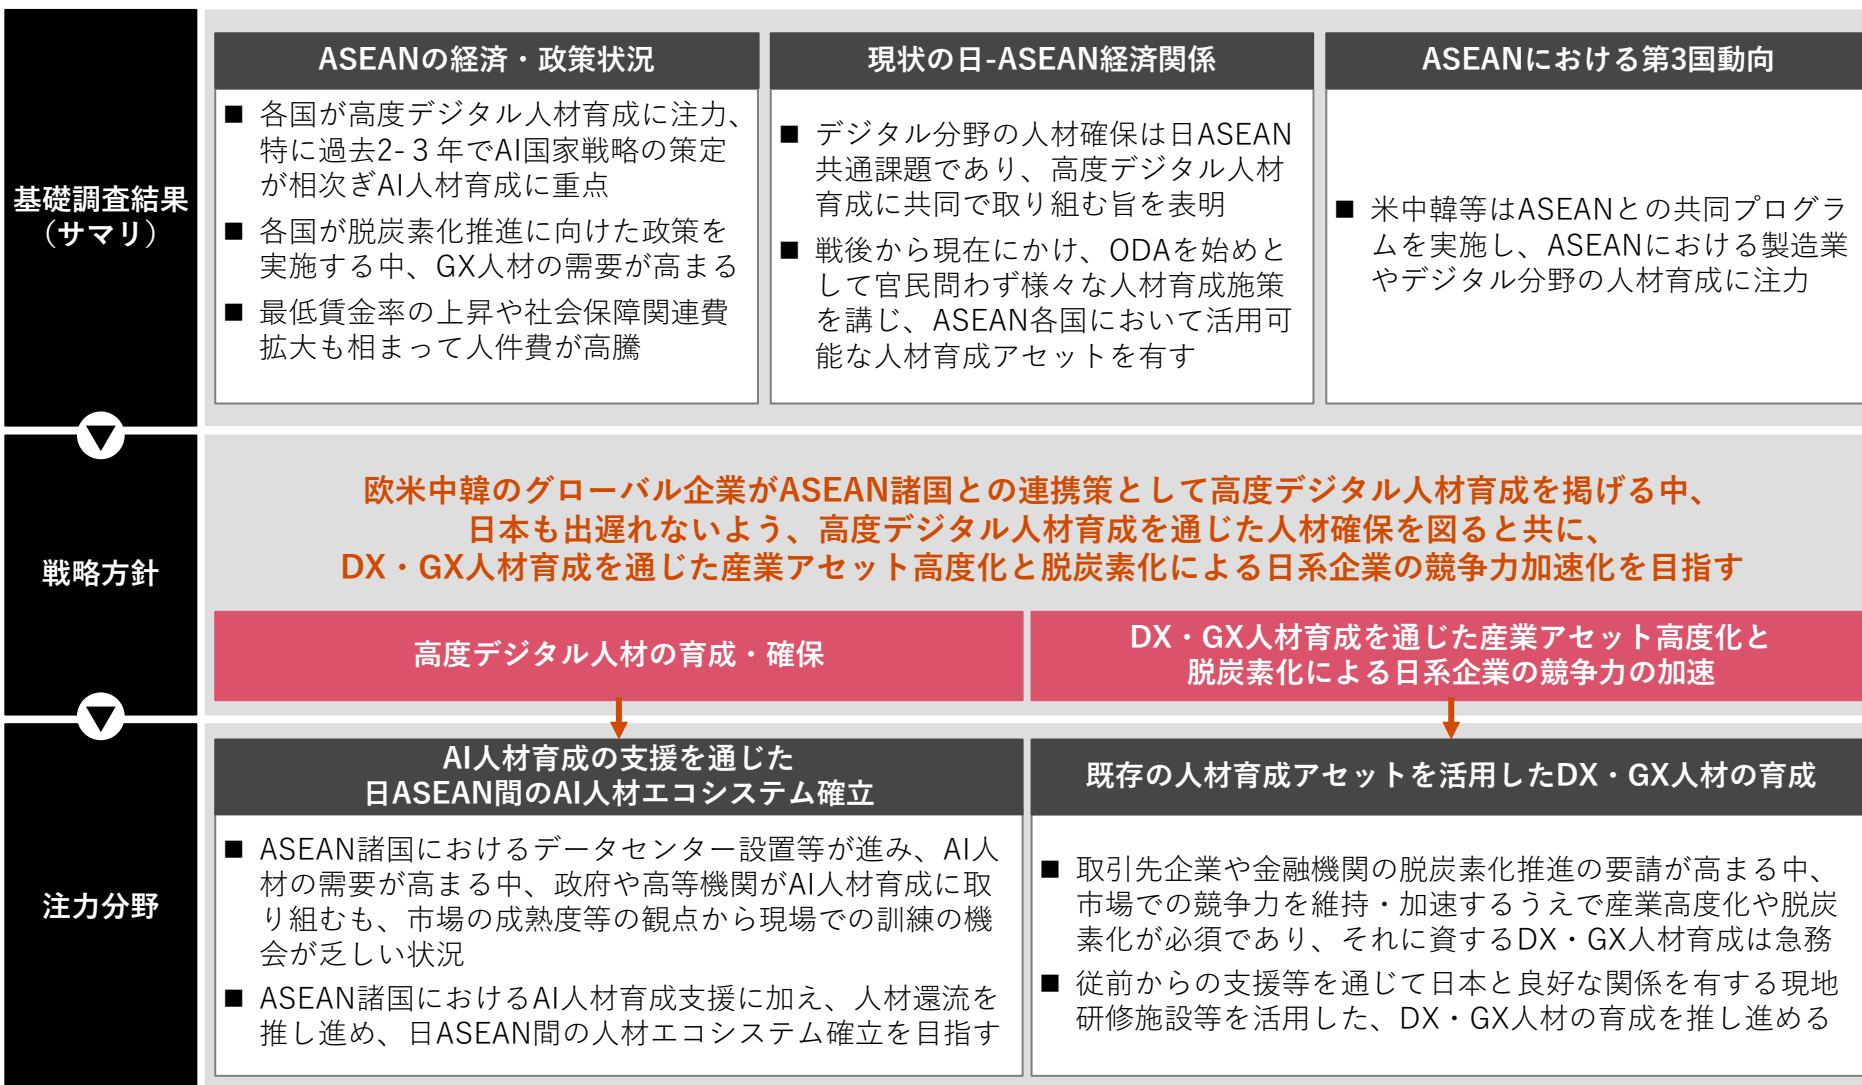 基礎調査結果
（サマリ）
ASEANの経済・政策状況
■ 各国が高度デジタル人材育成に注力、
特に過去2-３年でAI国家戦略の策定
が相次ぎAI人材育成に重点
■ 各国が脱炭素化推進に向けた政策を
実施する中、GX人材の需要が高まる
■ 最低賃金率の上昇や社会保障関連費
拡大も相まって人件費が高騰
現状の日-ASEAN経済関係
■ デジタル分野の人材確保は日ASEAN
共通課題であり、高度デジタル人材
育成に共同で取り組む旨を表明
■ 戦後から現在にかけ、ODAを始めと
して官民問わず様々な人材育成施策
を講じ、ASEAN各国において活用可
能な人材育成アセットを有す
ASEANにおける第3国動向
■ 米中韓等はASEANとの共同プログラ
ムを実施し、ASEANにおける製造業
やデジタル分野の人材育成に注力
戦略方針
欧米中韓のグローバル企業がASEAN諸国との連携策として高度デジタル人材育成を掲げる中、
日本も出遅れないよう、高度デジタル人材育成を通じた人材確保を図ると共に、
DX・GX人材育成を通じた産業アセット高度化と脱炭素化による日系企業の競争力加速化を目指す
高度デジタル人材の育成・確保
DX・GX人材育成を通じた産業アセット高度化と
脱炭素化による日系企業の競争力の加速
注力分野
AI人材育成の支援を通じた
日ASEAN間のAI人材エコシステム確立
■ ASEAN諸国におけるデータセンター設置等が進み、AI人
材の需要が高まる中、政府や高等機関がAI人材育成に取
り組むも、市場の成熟度等の観点から現場での訓練の機
会が乏しい状況
■ ASEAN諸国におけるAI人材育成支援に加え、人材還流を
推し進め、日ASEAN間の人材エコシステム確立を目指す
既存の人材育成アセットを活用したDX・GX人材の育成
■ 取引先企業や金融機関の脱炭素化推進の要請が高まる中、
市場での競争力を維持・加速するうえで産業高度化や脱炭
素化が必須であり、それに資するDX・GX人材育成は急務
■ 従前からの支援等を通じて日本と良好な関係を有する現地
研修施設等を活用した、DX・GX人材の育成を推し進める